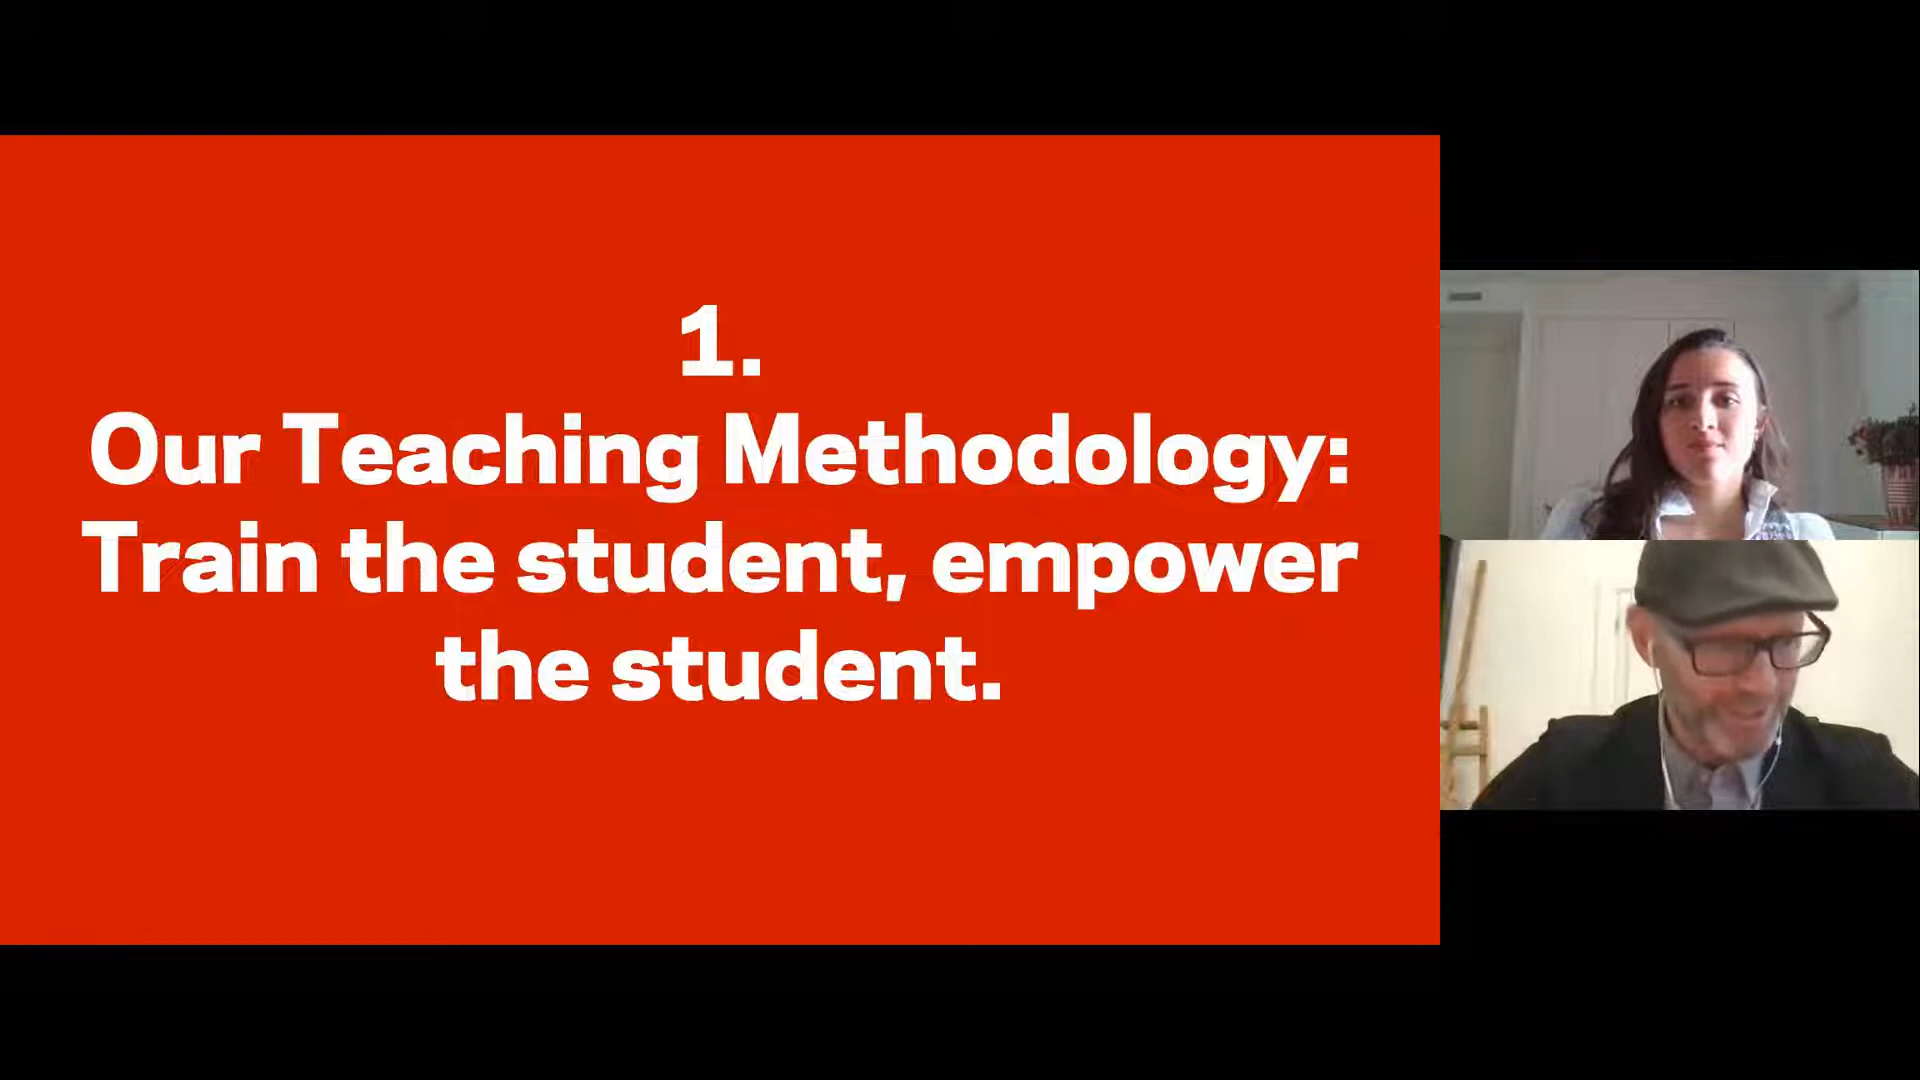 1.
Our Teaching Methodology:
Train the student, empower
the student.